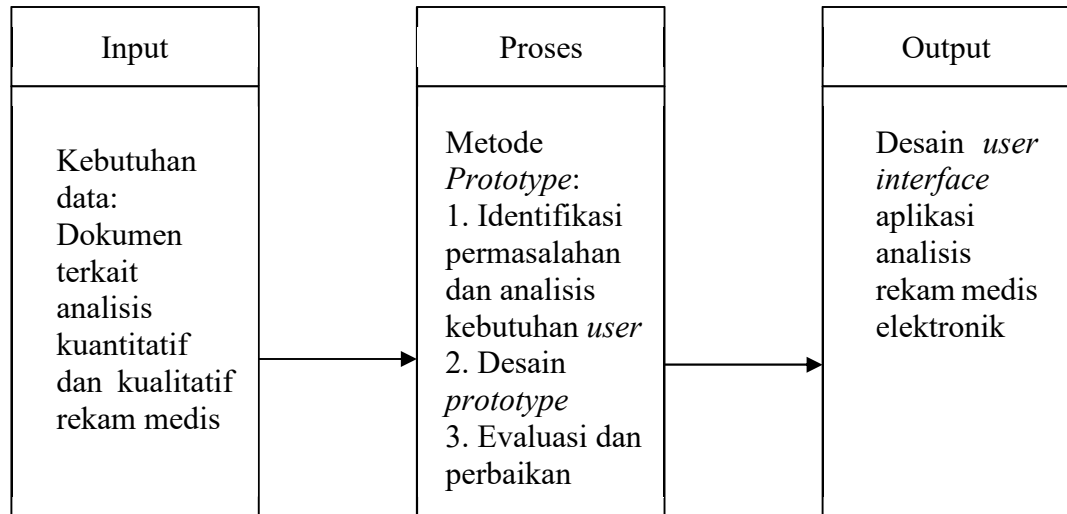 Input
Kebutuhan
data:
Dokumen
terkait
analisis
kuantitatif
dan kualitatif
rekam medis
Proses
Metode
Prototype:
1. Identifikasi
permasalahan
dan analisis
kebutuhan user
2. Desain
prototype
3. Evaluasi dan
perbaikan
Output
Desain user
interface
aplikasi
analisis
rekam medis
elektronik